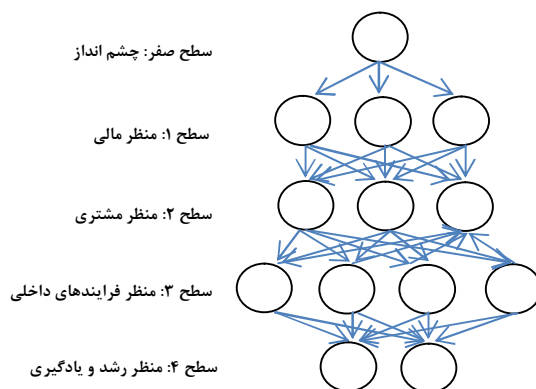 سطح صفر: چشم انداز
سطح ۱: منظر مالی
سطح ۲: منظر مشتری
سطح ۳: منظر فرایندهای داخلی
سطح ۴: منظر رشد و یادگیری